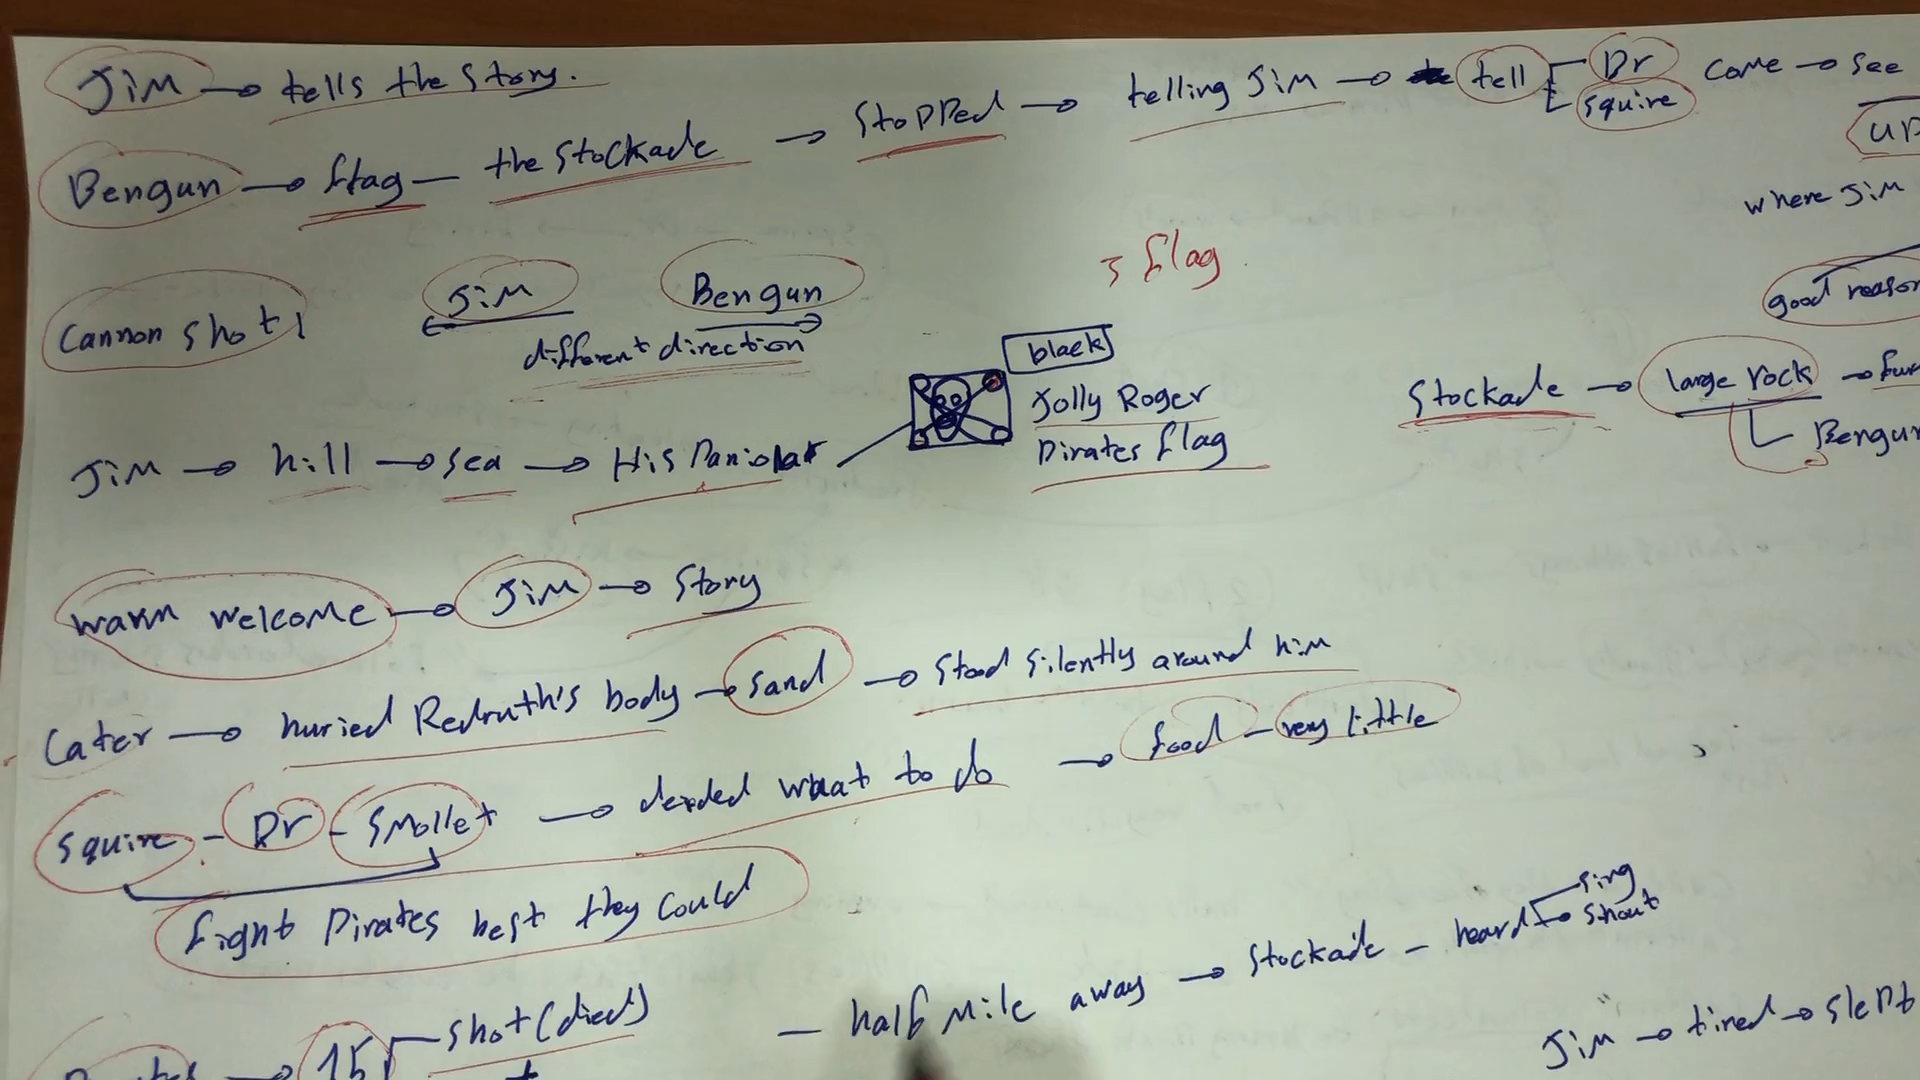 Jim → tells the story.
Bengun → flag — the stockade → stopped → telling Jim → tell Dr squire come → see
up
where Jim
Cannon shot Jim Bengun
different direction
3 flag
good reason
black
Jolly Roger
Pirates flag
Stockade → large rock →
Bengun
Jim → hill → sea → Hispaniola
warm welcome → Jim → story
Later → buried Redruth's body → sand → stood silently around him
squire - Dr - Smollet → decided what to do → food - very little
fight Pirates best they could
15 shot (died)
— half mile away → stockade — heard sing shout
Jim → tired → slept